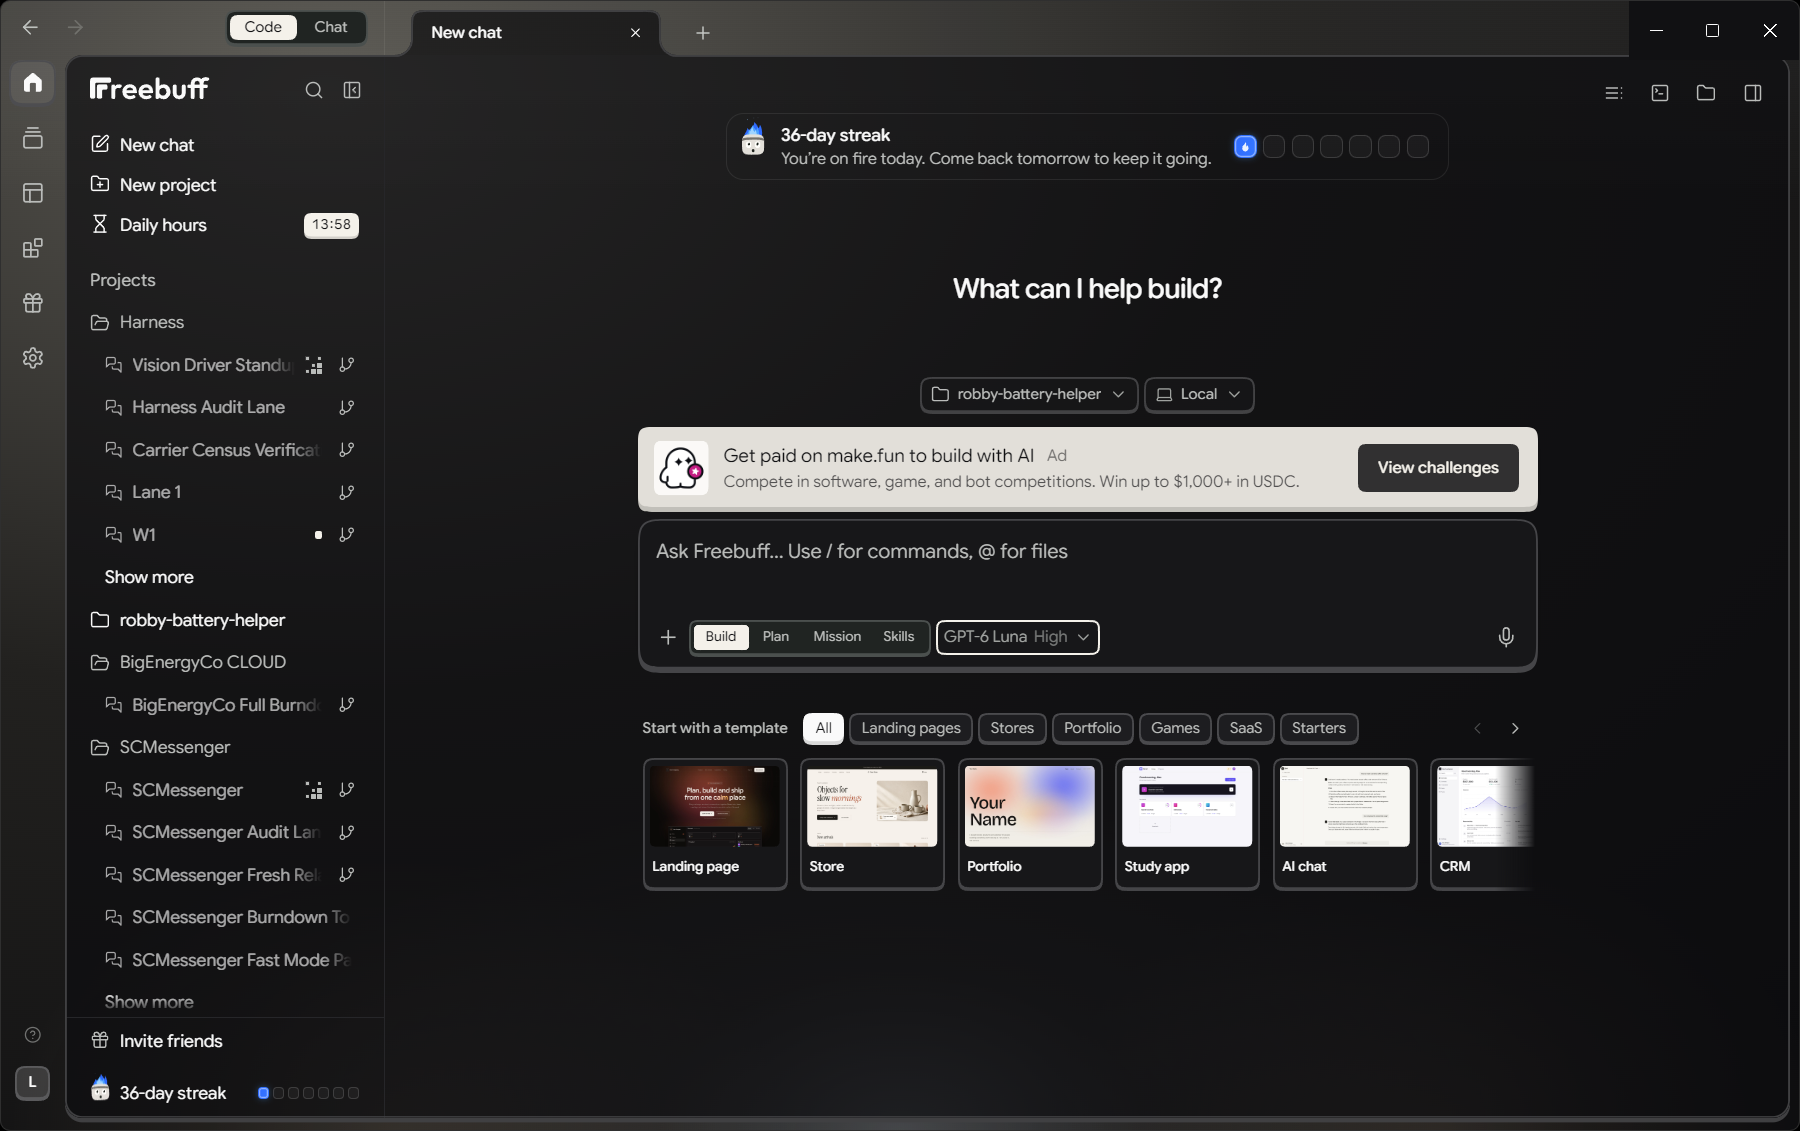 Code
Chat
New chat
Freebuff
New chat
New project
Daily hours
13:58
Projects
Harness
Vision Driver Standu
Harness Audit Lane
Carrier Census Verificat
Lane 1
W1
Show more
robby-battery-helper
BigEnergyCo CLOUD
BigEnergyCo Full Burnd
SCMessenger
SCMessenger
SCMessenger Audit Lan
SCMessenger Fresh Rel
SCMessenger Burndown To
SCMessenger Fast Mode Pa
Show more
Invite friends
L
36-day streak
36-day streak
You're on fire today. Come back tomorrow to keep it going.
What can I help build?
robby-battery-helper
Local
Get paid on make.fun to build with AI Ad
Compete in software, game, and bot competitions. Win up to $1,000+ in USDC.
View challenges
Ask Freebuff... Use / for commands, @ for files
Build
Plan
Mission
Skills
GPT-6 Luna High
Start with a template
All
Landing pages
Stores
Portfolio
Games
SaaS
Starters
Plan, build and ship
from one calm place
Landing page
Objects for
slow mornings
Store
Your
Name
Portfolio
Study app
AI chat
CRM